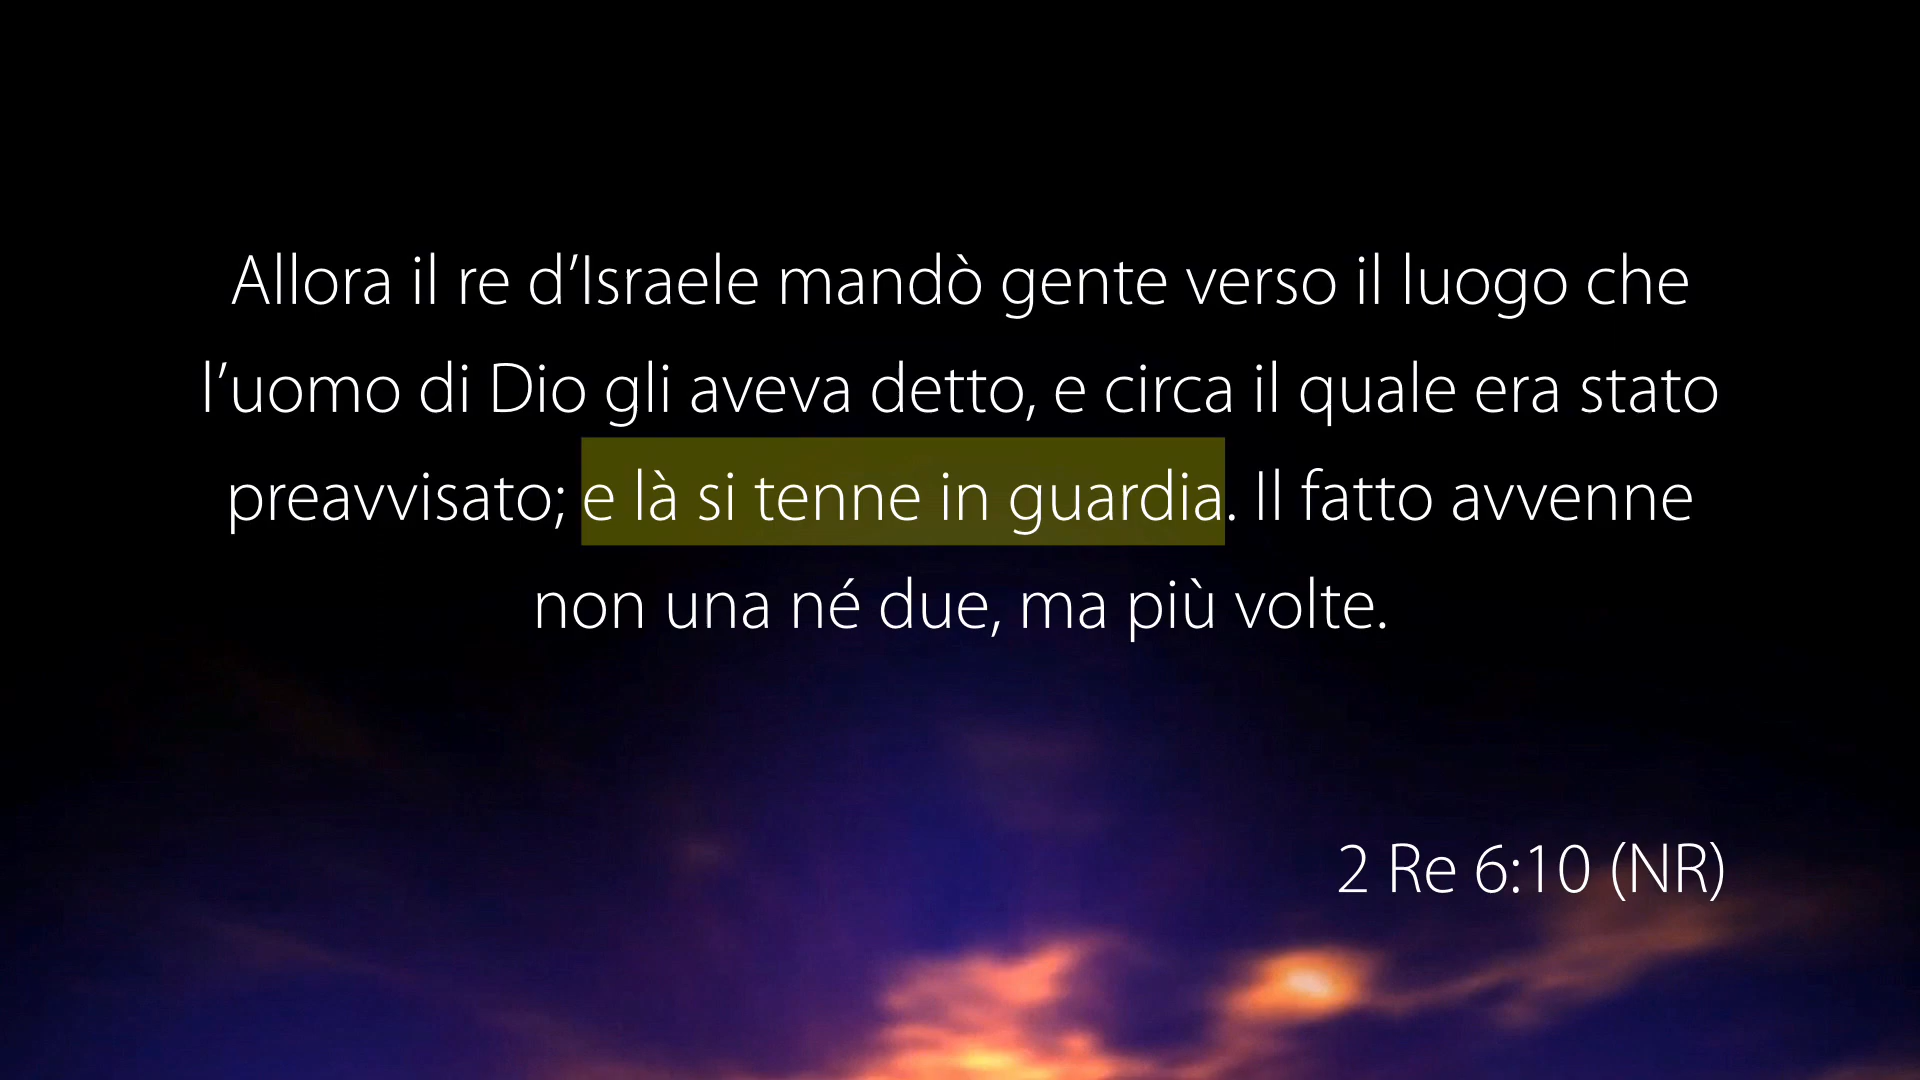 Allora il re d’Israele mandò gente verso il luogo che
l’uomo di Dio gli aveva detto, e circa il quale era stato
preavvisato; e là si tenne in guardia. Il fatto avvenne
non una né due, ma più volte.
2 Re 6:10 (NR)